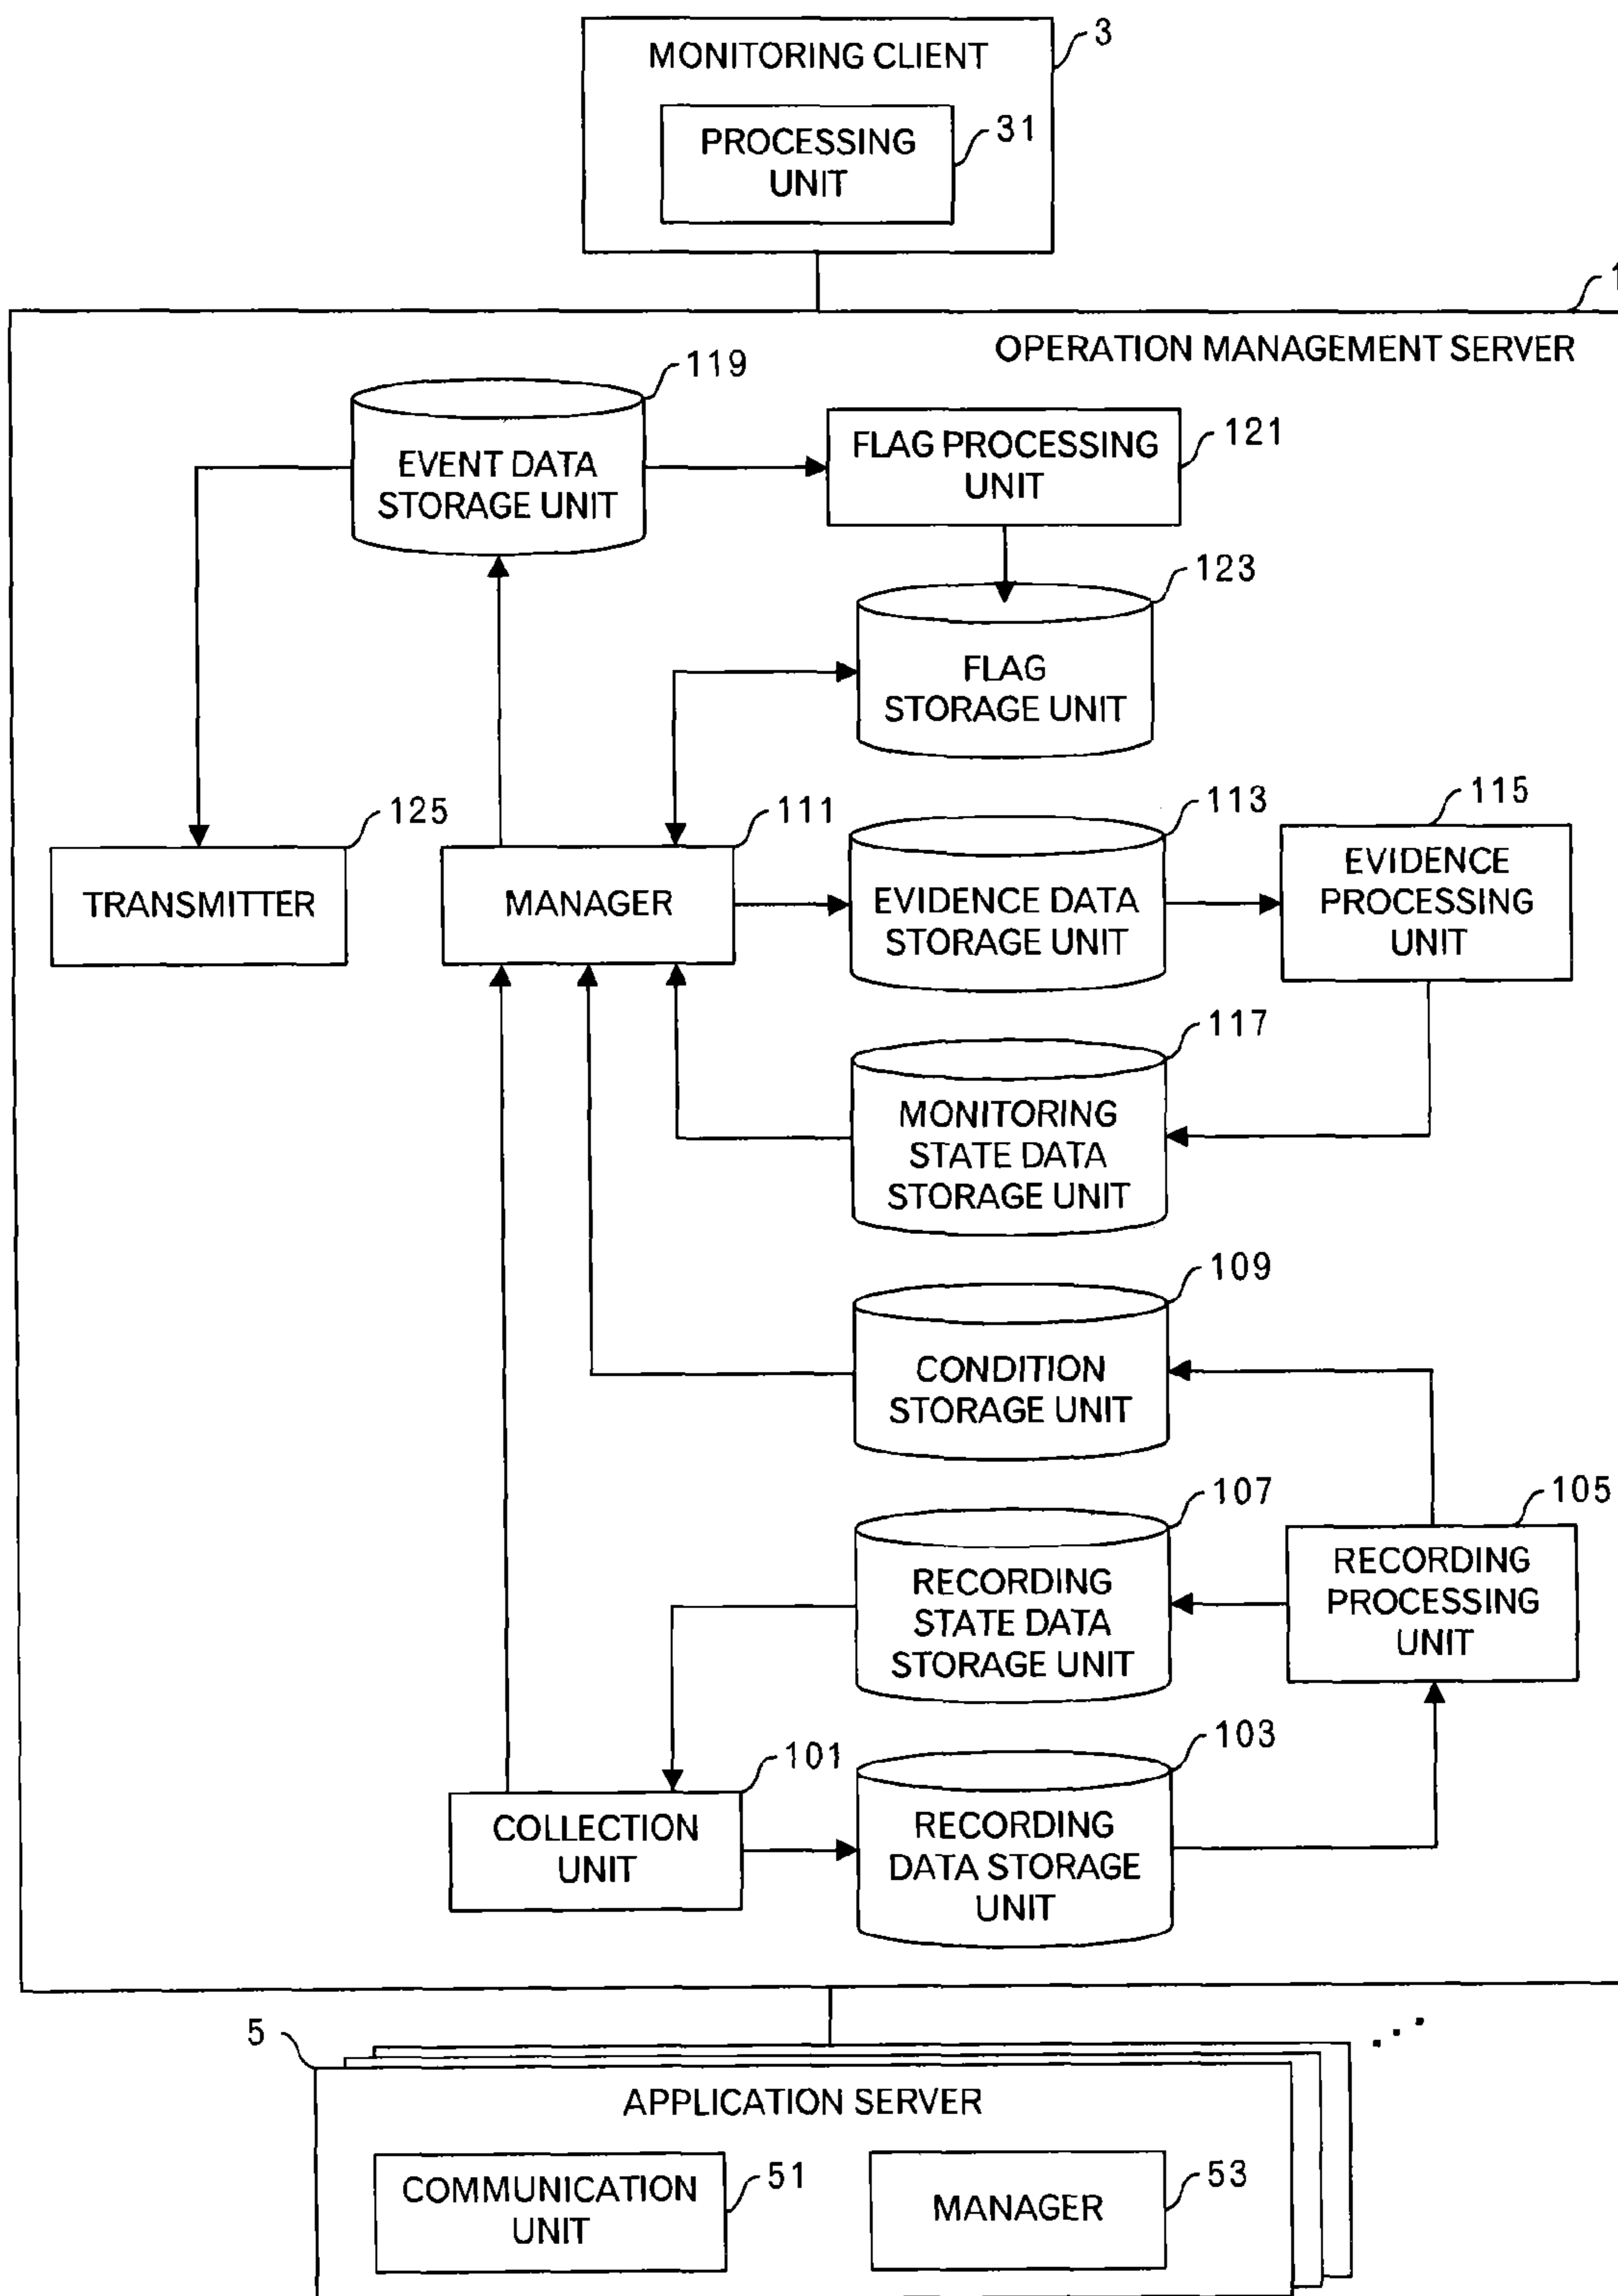 MONITORING CLIENT
3
PROCESSING
UNIT
31
1
OPERATION MANAGEMENT SERVER
119
EVENT DATA
STORAGE UNIT
FLAG PROCESSING
UNIT
121
123
FLAG
STORAGE UNIT
125
TRANSMITTER
111
MANAGER
113
EVIDENCE DATA
STORAGE UNIT
115
EVIDENCE
PROCESSING
UNIT
117
MONITORING
STATE DATA
STORAGE UNIT
109
CONDITION
STORAGE UNIT
107
RECORDING
STATE DATA
STORAGE UNIT
105
RECORDING
PROCESSING
UNIT
101
COLLECTION
UNIT
103
RECORDING
DATA STORAGE
UNIT
5
APPLICATION SERVER
COMMUNICATION
UNIT
51
MANAGER
53